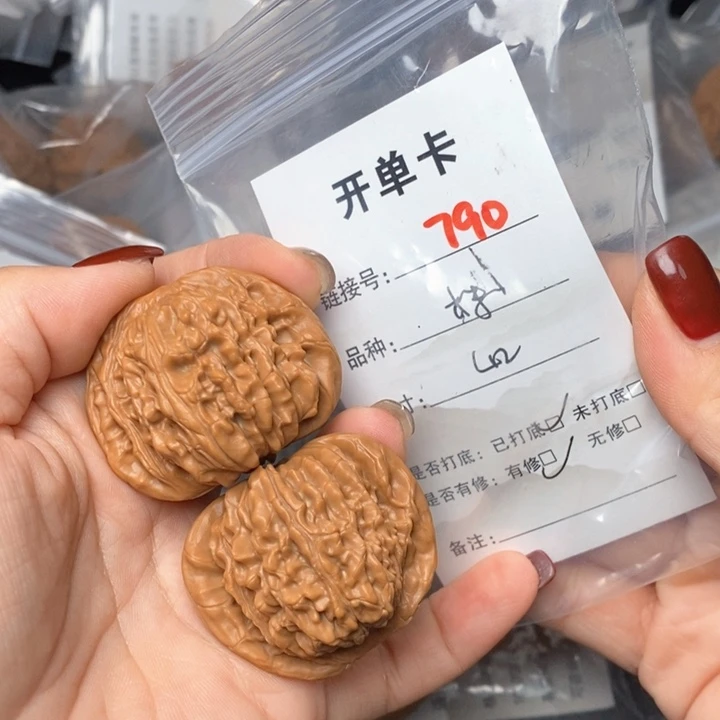 开单卡
链接号: 790
品种:
寸:
是否打底: 已打底☑ 未打底☐
是否有修: 有修☑ 无修☐
备注: